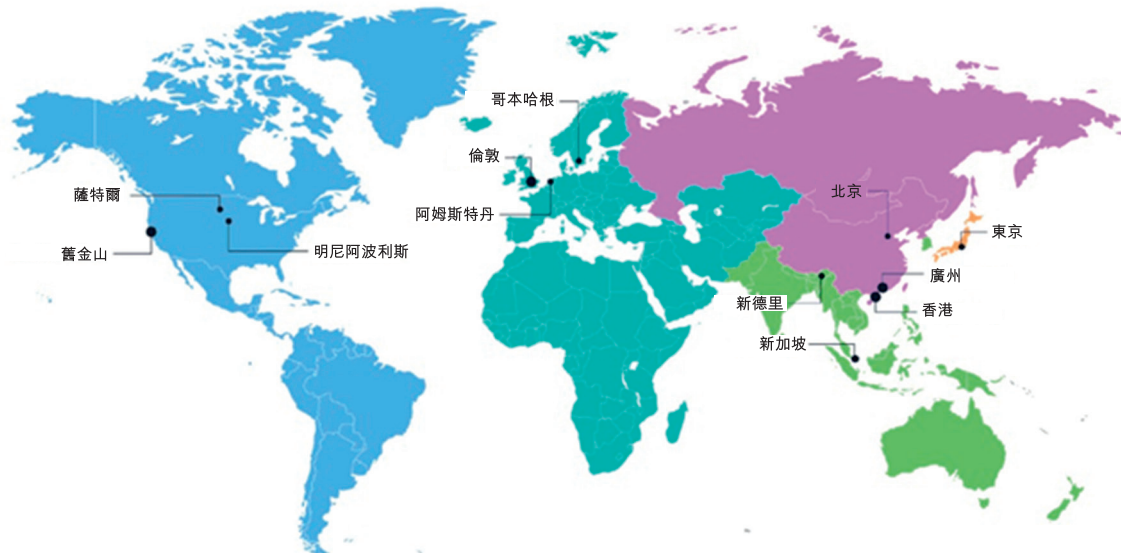 哥本哈根
倫敦
薩特爾
阿姆斯特丹
北京
舊金山
明尼阿波利斯
東京
廣州
新德里
香港
新加坡